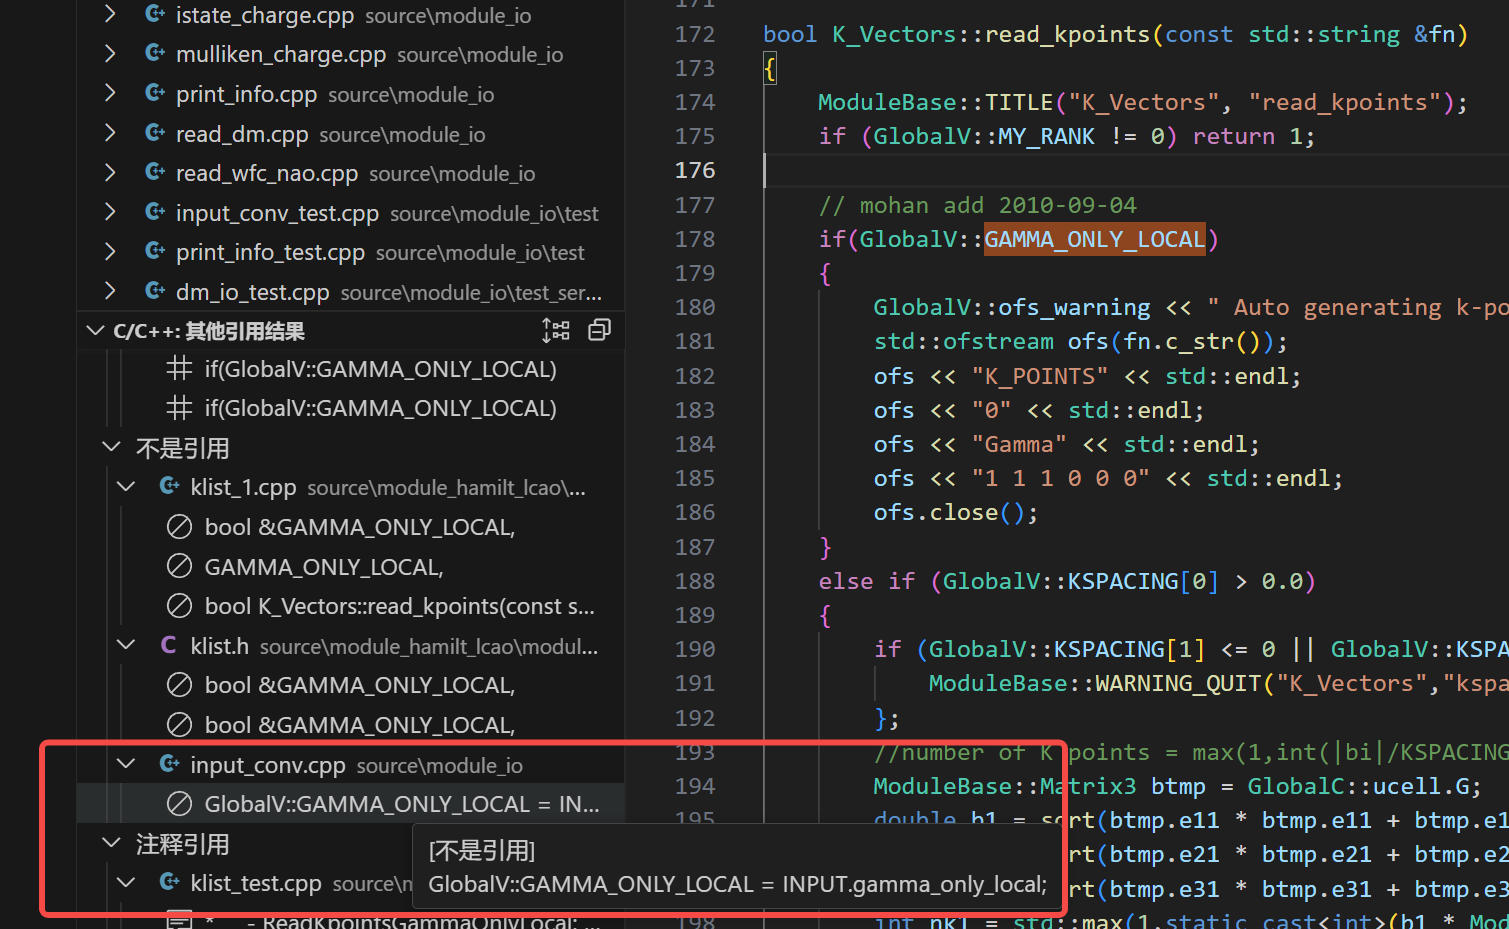 istate_charge.cpp source\module_io
mulliken_charge.cpp source\module_io
print_info.cpp source\module_io
read_dm.cpp source\module_io
read_wfc_nao.cpp source\module_io
input_conv_test.cpp source\module_io\test
print_info_test.cpp source\module_io\test
dm_io_test.cpp source\module_io\test_ser...
C/C++: 其他引用结果
if(GlobalV::GAMMA_ONLY_LOCAL)
if(GlobalV::GAMMA_ONLY_LOCAL)
不是引用
klist_1.cpp source\module_hamilt_lcao\...
bool &GAMMA_ONLY_LOCAL,
GAMMA_ONLY_LOCAL,
bool K_Vectors::read_kpoints(const s...
klist.h source\module_hamilt_lcao\modul...
bool &GAMMA_ONLY_LOCAL,
bool &GAMMA_ONLY_LOCAL,
input_conv.cpp source\module_io
GlobalV::GAMMA_ONLY_LOCAL = IN...
注释引用
klist_test.cpp
* - ReadKpointsGammaOnlyLocal: ...
[不是引用]
GlobalV::GAMMA_ONLY_LOCAL = INPUT.gamma_only_local;
171
172 bool K_Vectors::read_kpoints(const std::string &fn)
173 {
174 ModuleBase::TITLE("K_Vectors", "read_kpoints");
175 if (GlobalV::MY_RANK != 0) return 1;
176
177 // mohan add 2010-09-04
178 if(GlobalV::GAMMA_ONLY_LOCAL)
179 {
180 GlobalV::ofs_warning << " Auto generating k-po
181 std::ofstream ofs(fn.c_str());
182 ofs << "K_POINTS" << std::endl;
183 ofs << "0" << std::endl;
184 ofs << "Gamma" << std::endl;
185 ofs << "1 1 1 0 0 0" << std::endl;
186 ofs.close();
187 }
188 else if (GlobalV::KSPACING[0] > 0.0)
189 {
190 if (GlobalV::KSPACING[1] <= 0 || GlobalV::KSPA
191 ModuleBase::WARNING_QUIT("K_Vectors","kspa
192 };
193 //number of K points = max(1,int(|bi|/KSPACING
194 ModuleBase::Matrix3 btmp = GlobalC::ucell.G;
195 double b1 = sqrt(btmp.e11 * btmp.e11 + btmp.e1
rt(btmp.e21 * btmp.e21 + btmp.e2
rt(btmp.e31 * btmp.e31 + btmp.e3
198 int nk1 = std::max(1,static_cast<int>(b1 * Mod